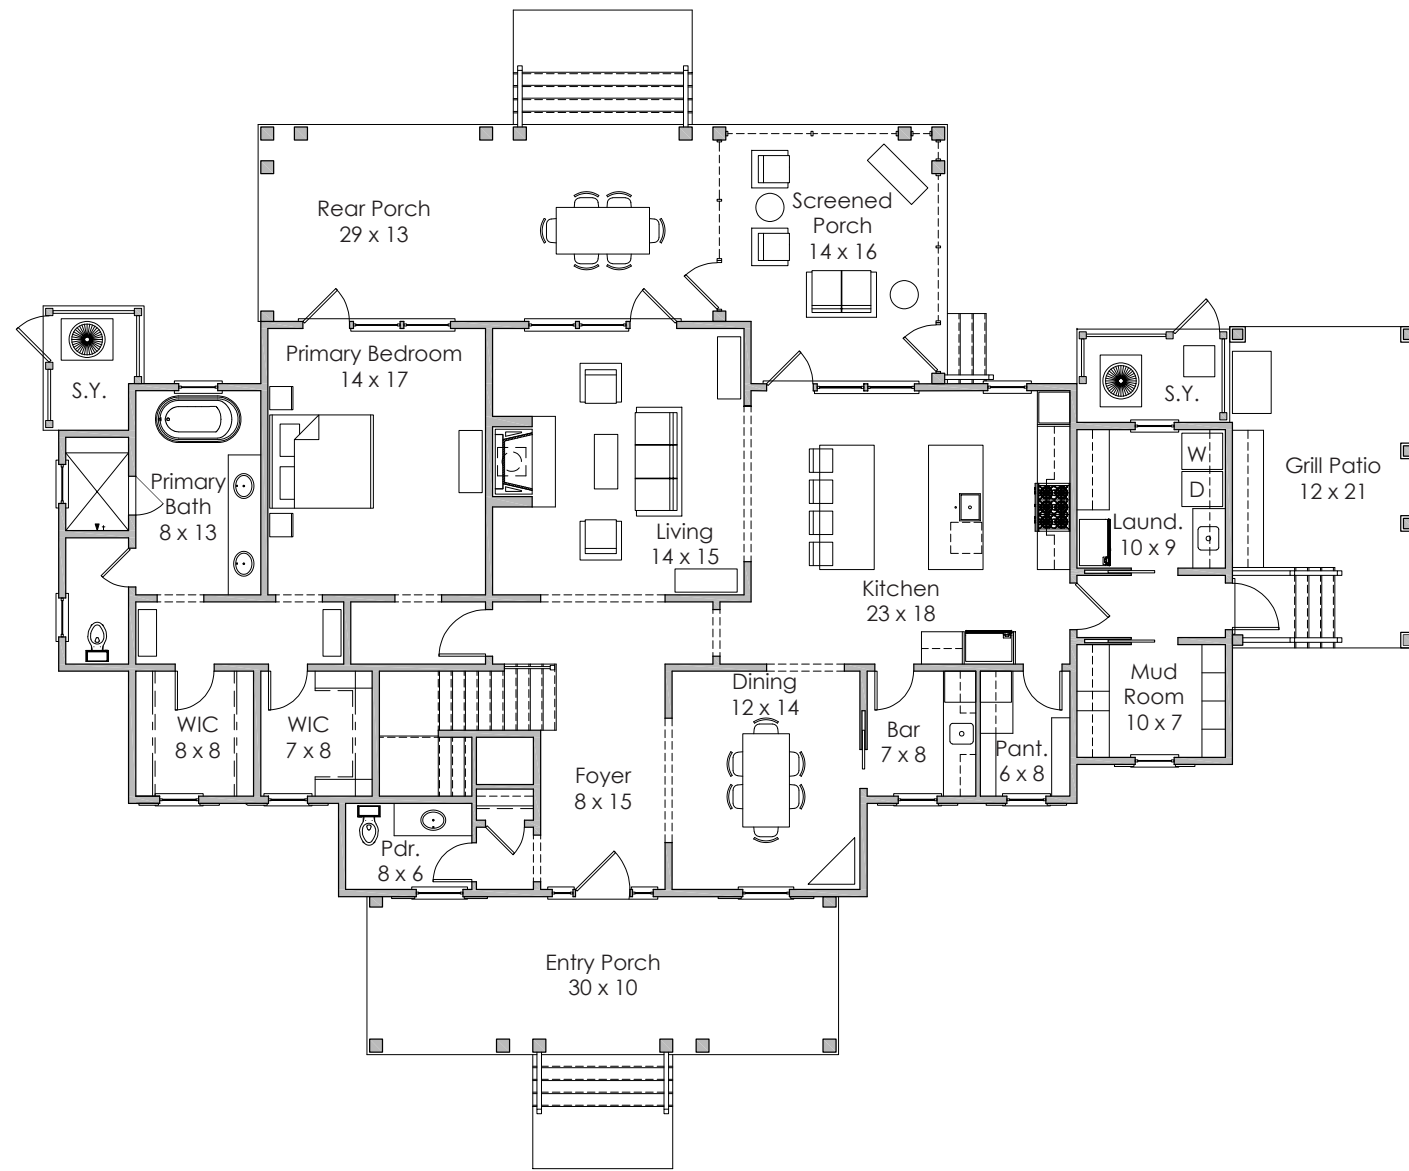 Rear Porch
29 x 13
Screened
Porch
14 x 16
Primary Bedroom
14 x 17
S.Y.
S.Y.
Primary
Bath
8 x 13
Living
14 x 15
Kitchen
23 x 18
W
D
Laund.
10 x 9
Grill Patio
12 x 21
Mud
Room
10 x 7
WIC
8 x 8
WIC
7 x 8
Dining
12 x 14
Bar
7 x 8
Pant.
6 x 8
Foyer
8 x 15
Pdr.
8 x 6
Entry Porch
30 x 10